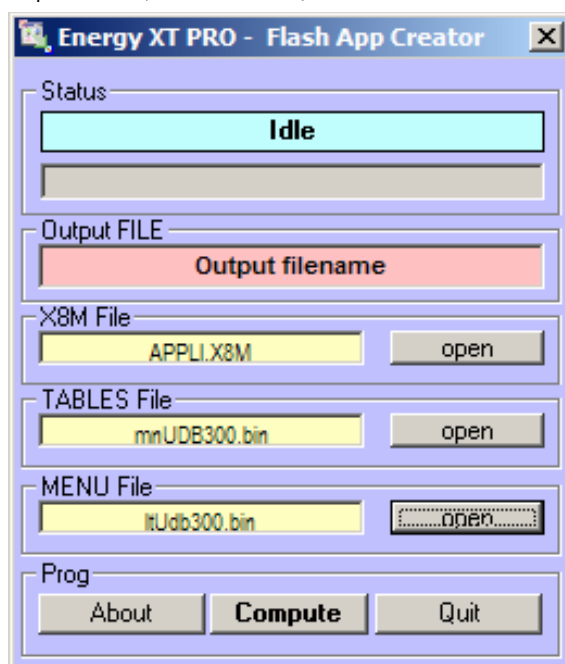 Energy XT PRO - Flash App Creator
Status
Idle
Output FILE
Output filename
X8M File
APPLI.X8M open
TABLES File
mnUDB300.bin open
MENU File
ltUdb300.bin open
Prog
About Compute Quit